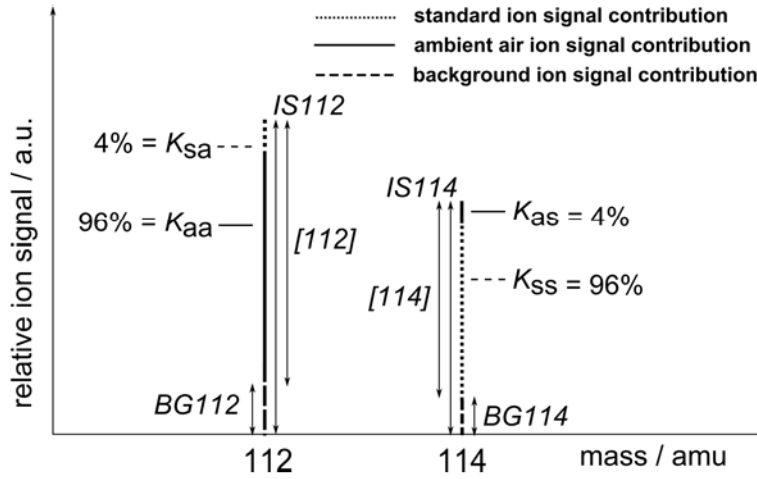 standard ion signal contribution
ambient air ion signal contribution
background ion signal contribution
relative ion signal / a.u.
IS112
4% = Ksa
96% = Kaa
[112]
BG112
IS114
Kas = 4%
[114]
Kss = 96%
BG114
112
114
mass / amu